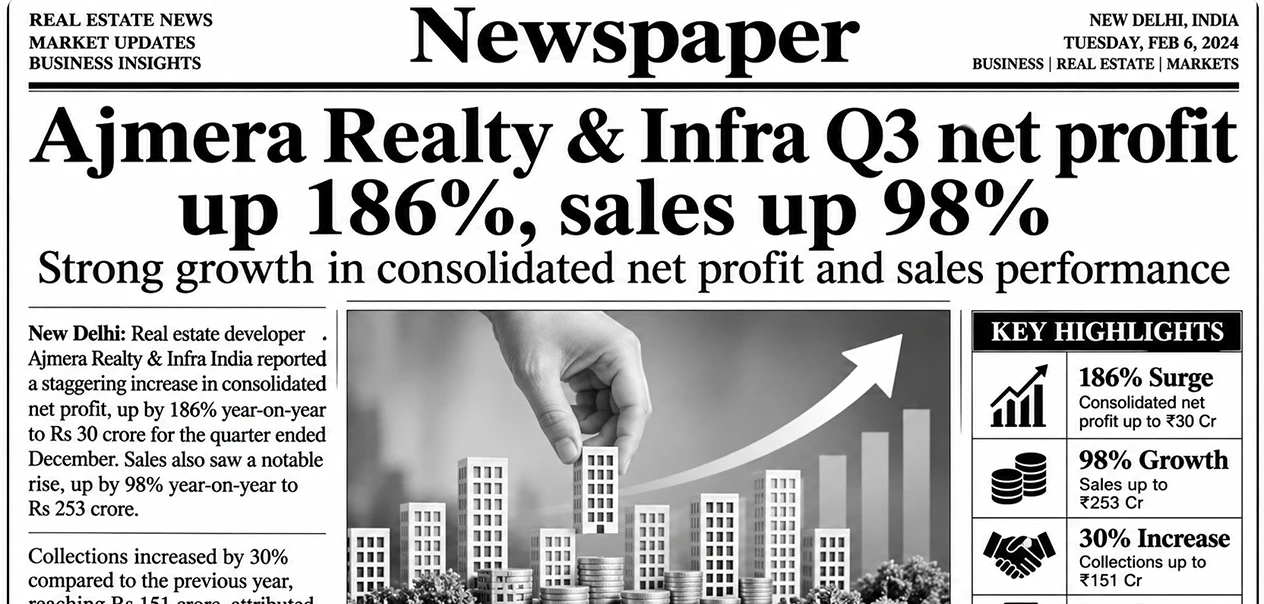 REAL ESTATE NEWS
MARKET UPDATES
BUSINESS INSIGHTS
Newspaper
NEW DELHI, INDIA
TUESDAY, FEB 6, 2024
BUSINESS | REAL ESTATE | MARKETS
Ajmera Realty & Infra Q3 net profit
up 186%, sales up 98%
Strong growth in consolidated net profit and sales performance
New Delhi: Real estate developer .
Ajmera Realty & Infra India reported
a staggering increase in consolidated
net profit, up by 186% year-on-year
to Rs 30 crore for the quarter ended
December. Sales also saw a notable
rise, up by 98% year-on-year to
Rs 253 crore.
Collections increased by 30%
compared to the previous year,
reaching Rs 151 crore, attributed
KEY HIGHLIGHTS
186% Surge
Consolidated net
profit up to ₹30 Cr
98% Growth
Sales up to
₹253 Cr
30% Increase
Collections up to
₹151 Cr